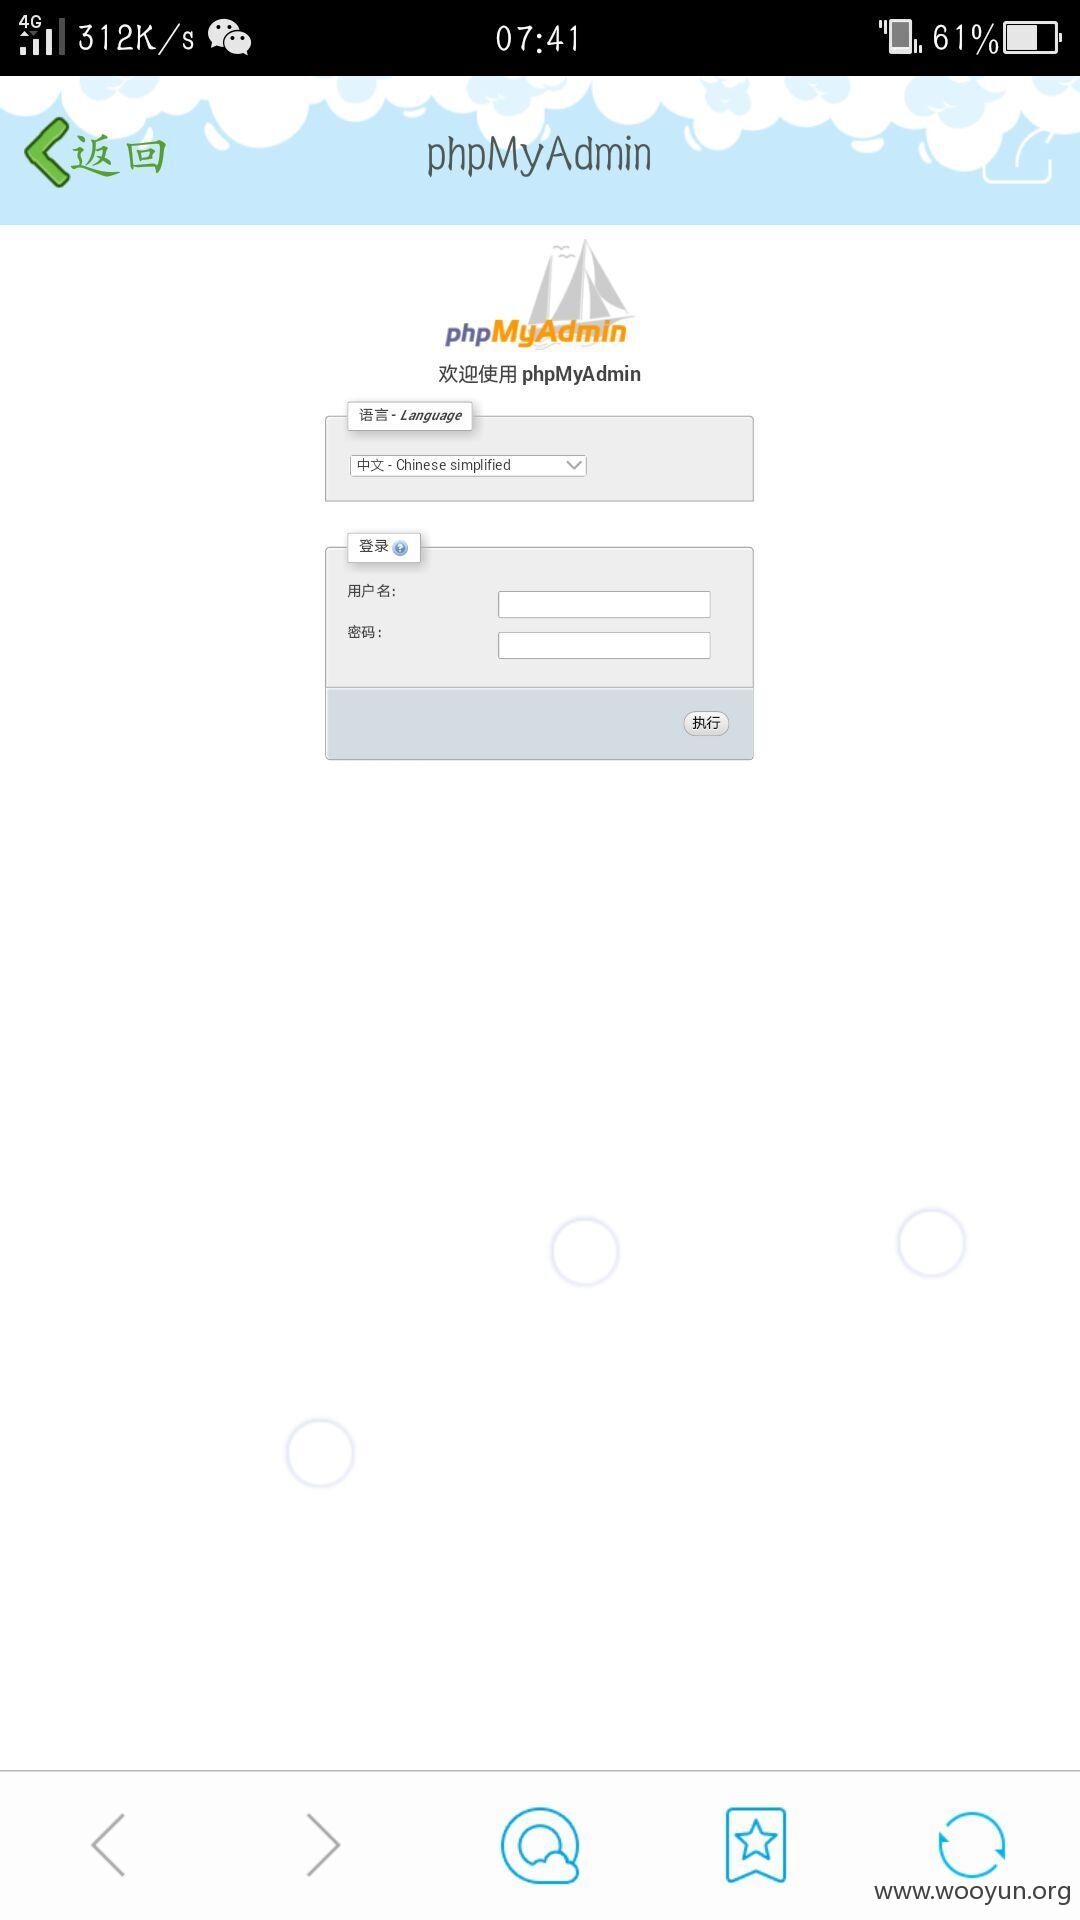 4G 312K/s 07:41 61%
返回 phpMyAdmin
phpMyAdmin
欢迎使用 phpMyAdmin
语言 - Language
中文 - Chinese simplified
登录
用户名:
密码:
执行
www.wooyun.org